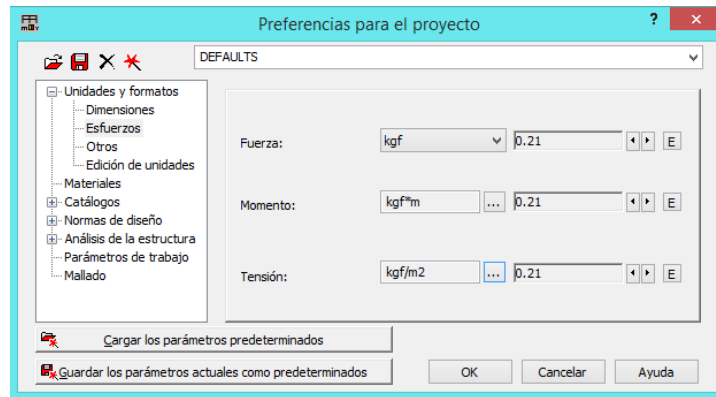 Preferencias para el proyecto
DEFAULTS
Unidades y formatos
Dimensiones
Esfuerzos
Otros
Edición de unidades
Materiales
Catálogos
Normas de diseño
Análisis de la estructura
Parámetros de trabajo
Mallado
Fuerza: kgf 0.21 E
Momento: kgf*m ... 0.21 E
Tensión: kgf/m2 ... 0.21 E
Cargar los parámetros predeterminados
Guardar los parámetros actuales como predeterminados
OK Cancelar Ayuda